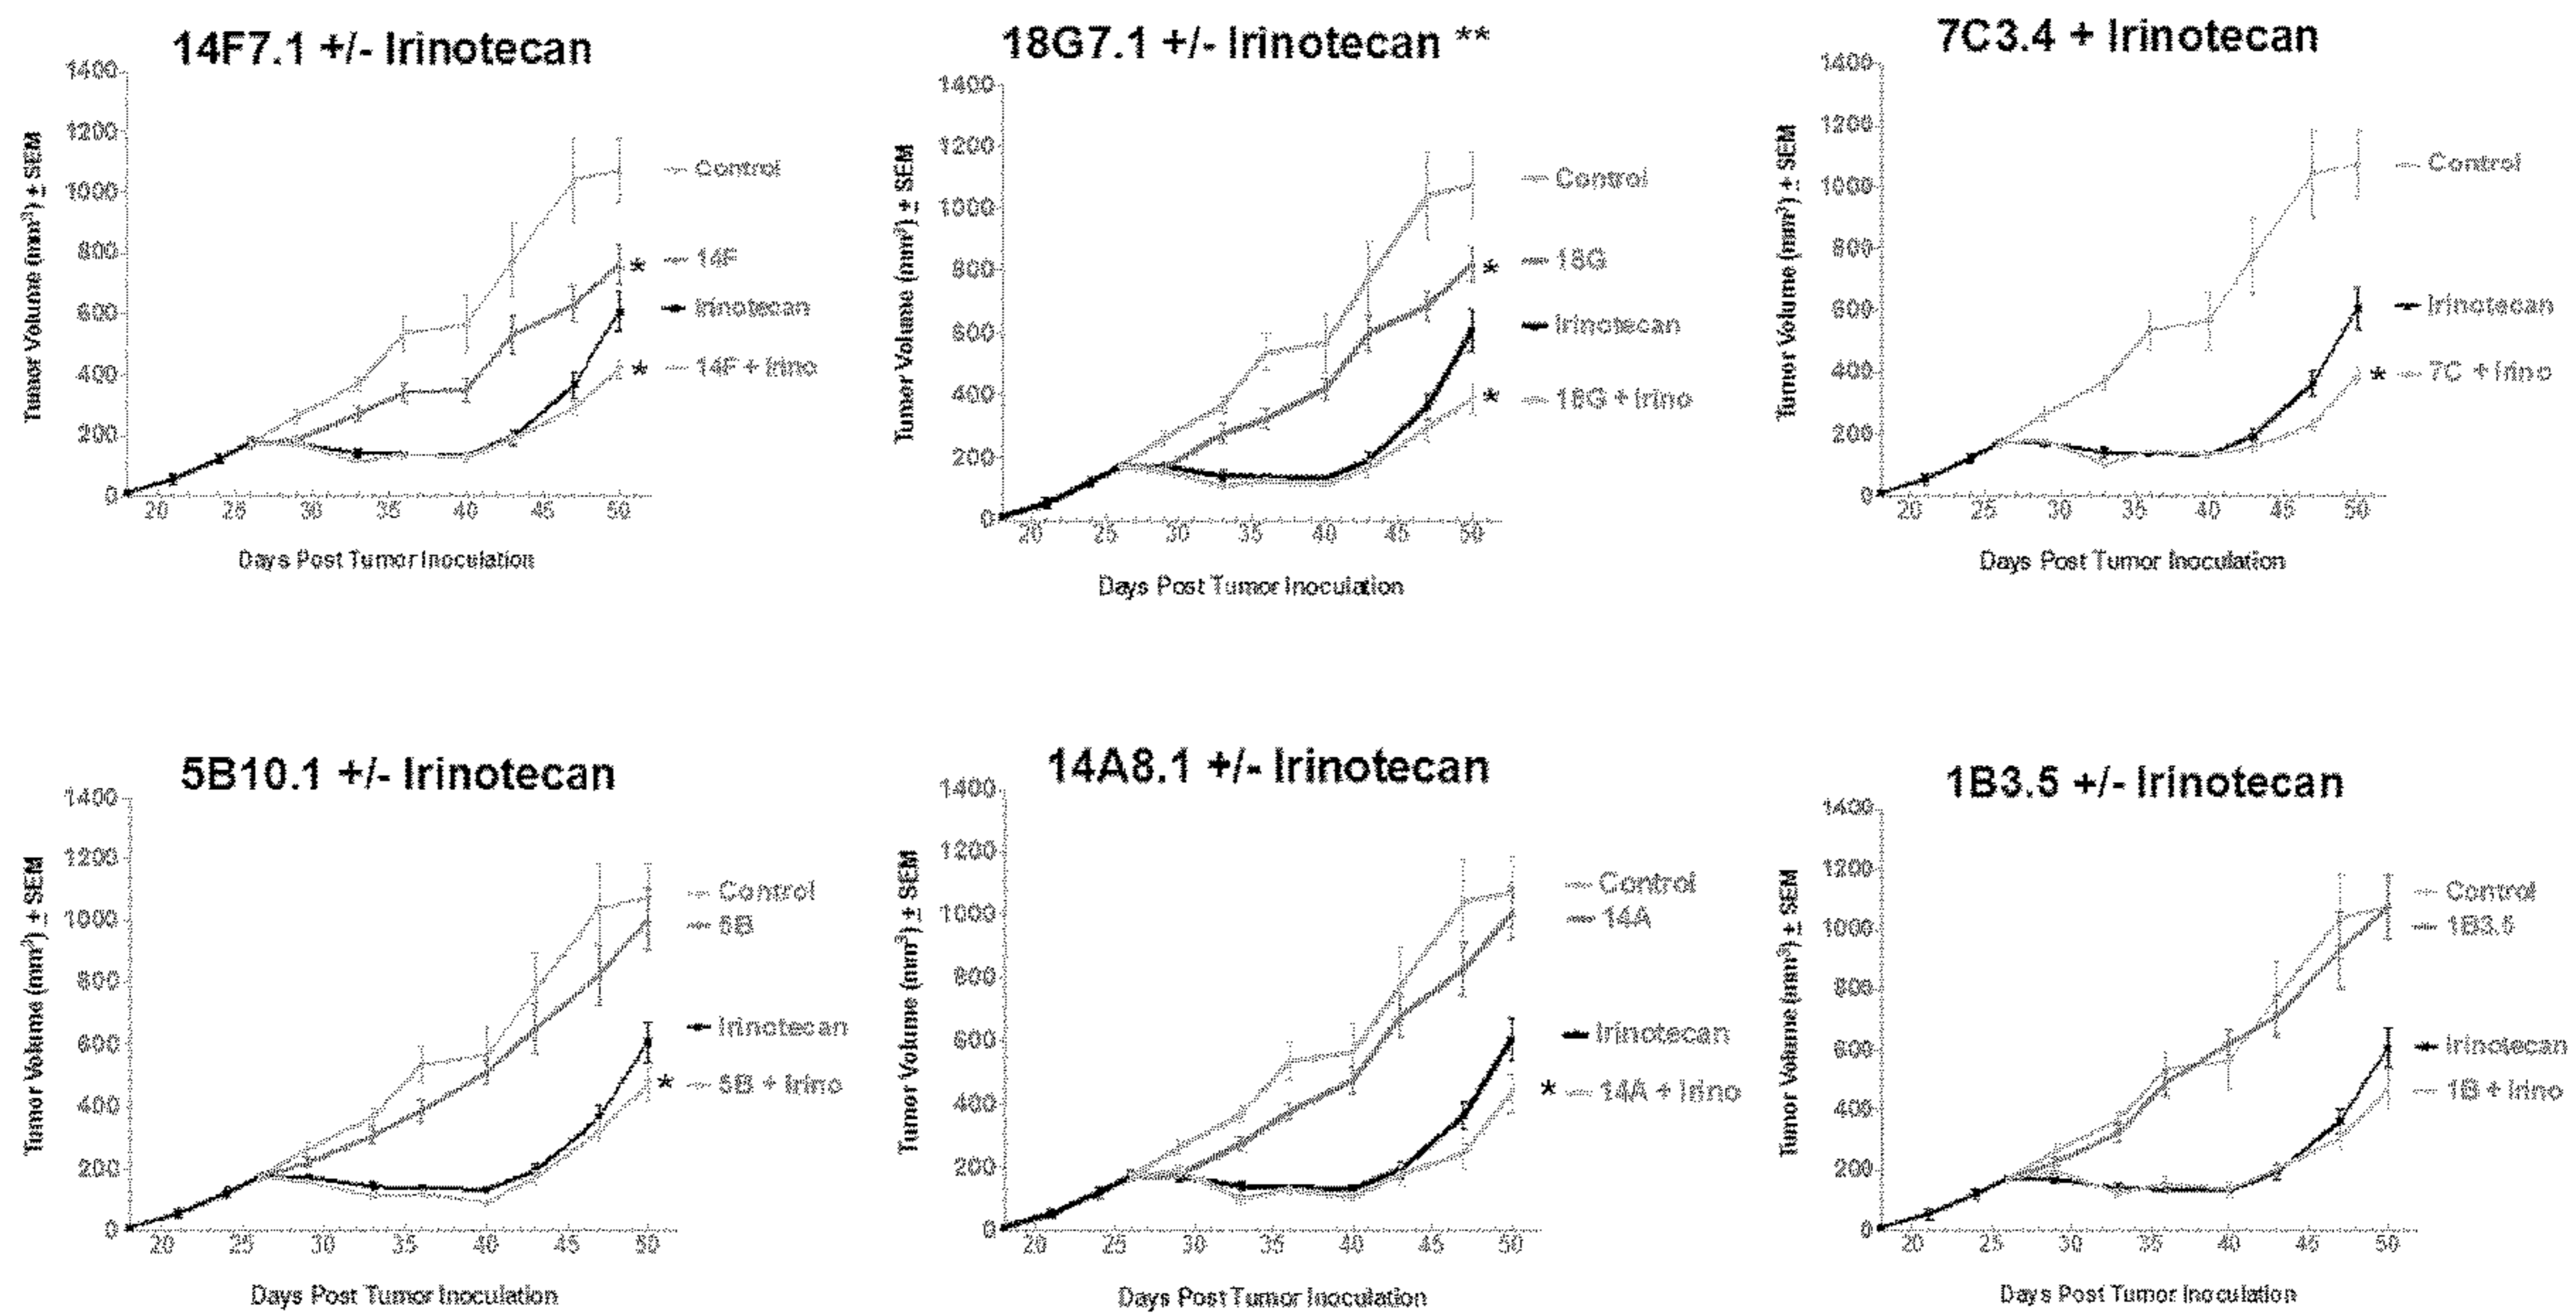 14F7.1 +/- Irinotecan
Tumor Volume (mm³) ± SEM
1400
1200
1000
800
600
400
200
0
20 25 30 35 40 45 50
Days Post Tumor Inoculation
Control
14F
*
Irinotecan
* 14F + Irino
18G7.1 +/- Irinotecan **
Tumor Volume (mm³) ± SEM
1400
1200
1000
800
600
400
200
0
20 25 30 35 40 45 50
Days Post Tumor Inoculation
Control
* 18G
Irinotecan
* 18G + Irino
7C3.4 + Irinotecan
Tumor Volume (mm³) ± SEM
1400
1200
1000
800
600
400
200
0
20 25 30 35 40 45 50
Days Post Tumor Inoculation
Control
Irinotecan
* 7C + Irino
5B10.1 +/- Irinotecan
Tumor Volume (mm³) ± SEM
1400
1200
1000
800
600
400
200
0
20 25 30 35 40 45 50
Days Post Tumor Inoculation
Control
5B
Irinotecan
* 5B + Irino
14A8.1 +/- Irinotecan
Tumor Volume (mm³) ± SEM
1400
1200
1000
800
600
400
200
0
20 25 30 35 40 45 50
Days Post Tumor Inoculation
Control
14A
Irinotecan
* 14A + Irino
1B3.5 +/- Irinotecan
Tumor Volume (mm³) ± SEM
1400
1200
1000
800
600
400
200
0
20 25 30 35 40 45 50
Days Post Tumor Inoculation
Control
1B3.5
Irinotecan
1B + Irino